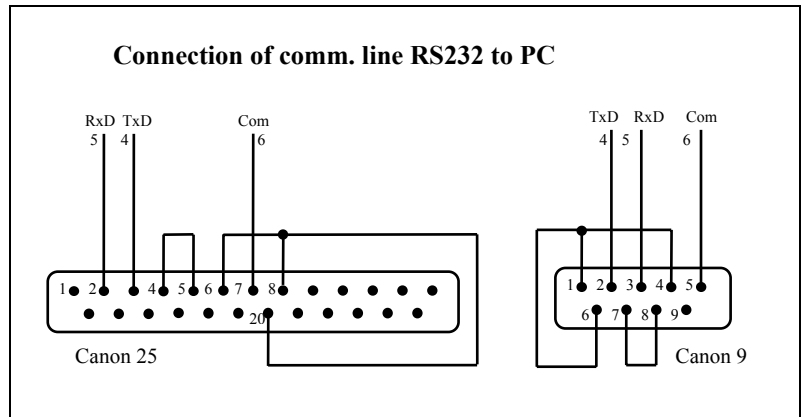 Connection of comm. line RS232 to PC
RxD TxD Com
5 4 6
TxD RxD Com
4 5 6
1 2 4 5 6 7 8
20
Canon 25
1 2 3 4 5
6 7 8 9
Canon 9